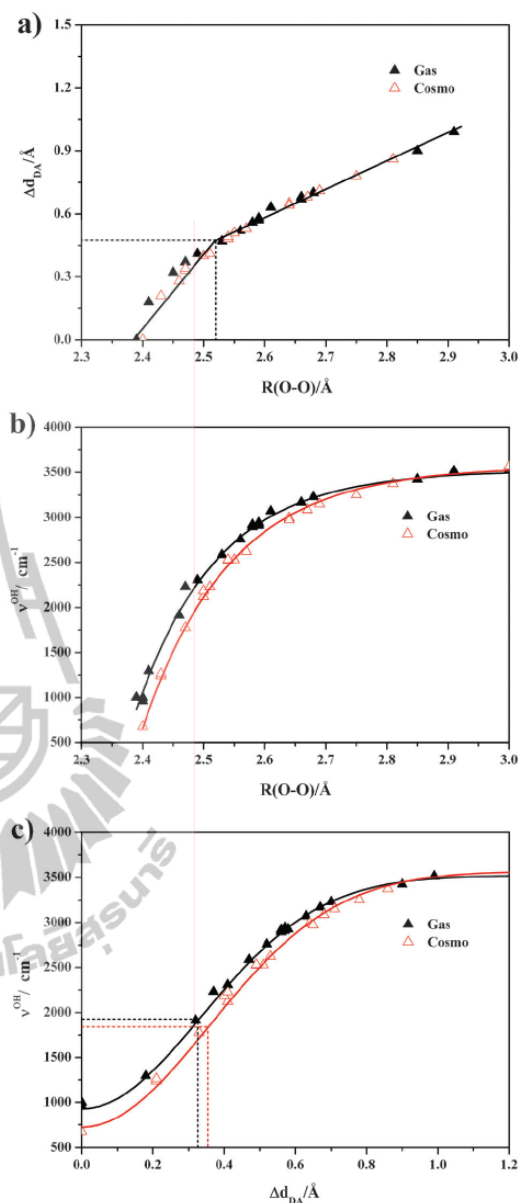 a)
1.5
1.2
0.9
0.6
0.3
0.0
Δd_DA/Å
Gas
Cosmo
2.3 2.4 2.5 2.6 2.7 2.8 2.9 3.0
R(O-O)/Å
b)
4000
3500
3000
2500
2000
1500
1000
500
ν^OH/ cm^-1
Gas
Cosmo
2.3 2.4 2.5 2.6 2.7 2.8 2.9 3.0
R(O-O)/Å
c)
4000
3500
3000
2500
2000
1500
1000
500
ν^OH/ cm^-1
Gas
Cosmo
0.0 0.2 0.4 0.6 0.8 1.0 1.2
Δd_DA/Å